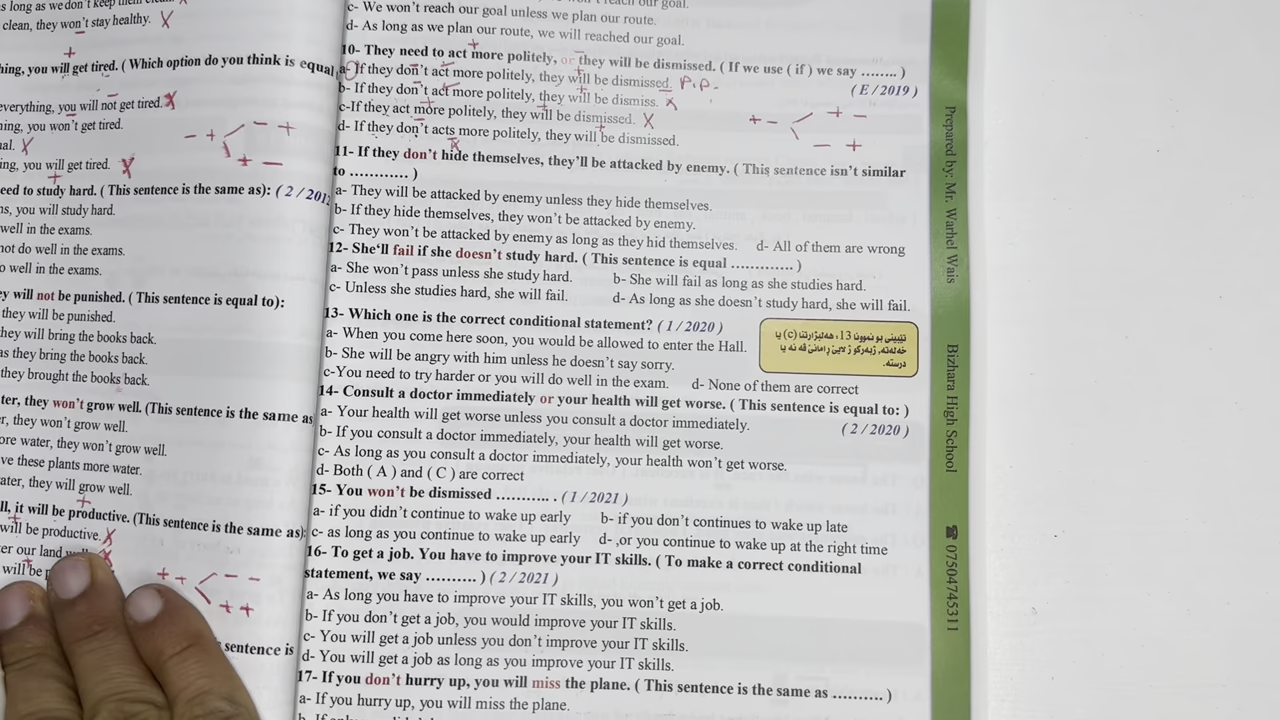 s long as we don't keep them clean
clean, they won't stay healthy. X
hing, you will get tired. ( Which option do you think is equal
everything, you will not get tired. X
ning, you won't get tired.
al. X
ing, you will get tired. X
eed to study hard. ( This sentence is the same as): ( 2 / 201
ns, you will study hard.
well in the exams.
not do well in the exams.
o well in the exams.
ey will not be punished. ( This sentence is equal to):
they will be punished.
they will bring the books back.
as they bring the books back.
they brought the books back.
ter, they won't grow well. (This sentence is the same as
r, they won't grow well.
ore water, they won't grow well.
ve these plants more water.
ater, they will grow well.
ll, it will be productive. (This sentence is the same as):
will be productive. X
er our land
will be
sentence is
our goal.
c- We won't reach our goal unless we plan our route.
d- As long as we plan our route, we will reached our goal.
10- They need to act more politely, or they will be dismissed. ( If we use ( if ) we say ........ )
a- If they don't act more politely, they will be dismissed. P.P.
( E / 2019 )
b- If they don't act more politely, they will be dismiss. X
c-If they act more politely, they will be dismissed. X
d- If they don't acts more politely, they will be dismissed.
11- If they don't hide themselves, they'll be attacked by enemy. ( This sentence isn't similar
to ............ )
a- They will be attacked by enemy unless they hide themselves.
b- If they hide themselves, they won't be attacked by enemy.
c- They won't be attacked by enemy as long as they hid themselves. d- All of them are wrong
12- She'll fail if she doesn't study hard. ( This sentence is equal ............. )
a- She won't pass unless she study hard. b- She will fail as long as she studies hard.
c- Unless she studies hard, she will fail. d- As long as she doesn't study hard, she will fail.
13- Which one is the correct conditional statement? ( 1 / 2020 )
a- When you come here soon, you would be allowed to enter the Hall.
b- She will be angry with him unless he doesn't say sorry.
c-You need to try harder or you will do well in the exam. d- None of them are correct
14- Consult a doctor immediately or your health will get worse. ( This sentence is equal to: )
a- Your health will get worse unless you consult a doctor immediately. ( 2 / 2020 )
b- If you consult a doctor immediately, your health will get worse.
c- As long as you consult a doctor immediately, your health won't get worse.
d- Both ( A ) and ( C ) are correct
15- You won't be dismissed ........... . ( 1 / 2021 )
a- if you didn't continue to wake up early b- if you don't continues to wake up late
c- as long as you continue to wake up early d- ,or you continue to wake up at the right time
16- To get a job. You have to improve your IT skills. ( To make a correct conditional
statement, we say .......... ) ( 2 / 2021 )
a- As long you have to improve your IT skills, you won't get a job.
b- If you don't get a job, you would improve your IT skills.
c- You will get a job unless you don't improve your IT skills.
d- You will get a job as long as you improve your IT skills.
17- If you don't hurry up, you will miss the plane. ( This sentence is the same as .......... )
a- If you hurry up, you will miss the plane.
Prepared by: Mr. Warhel Wais
Bizhara High School
☎ 07504745311